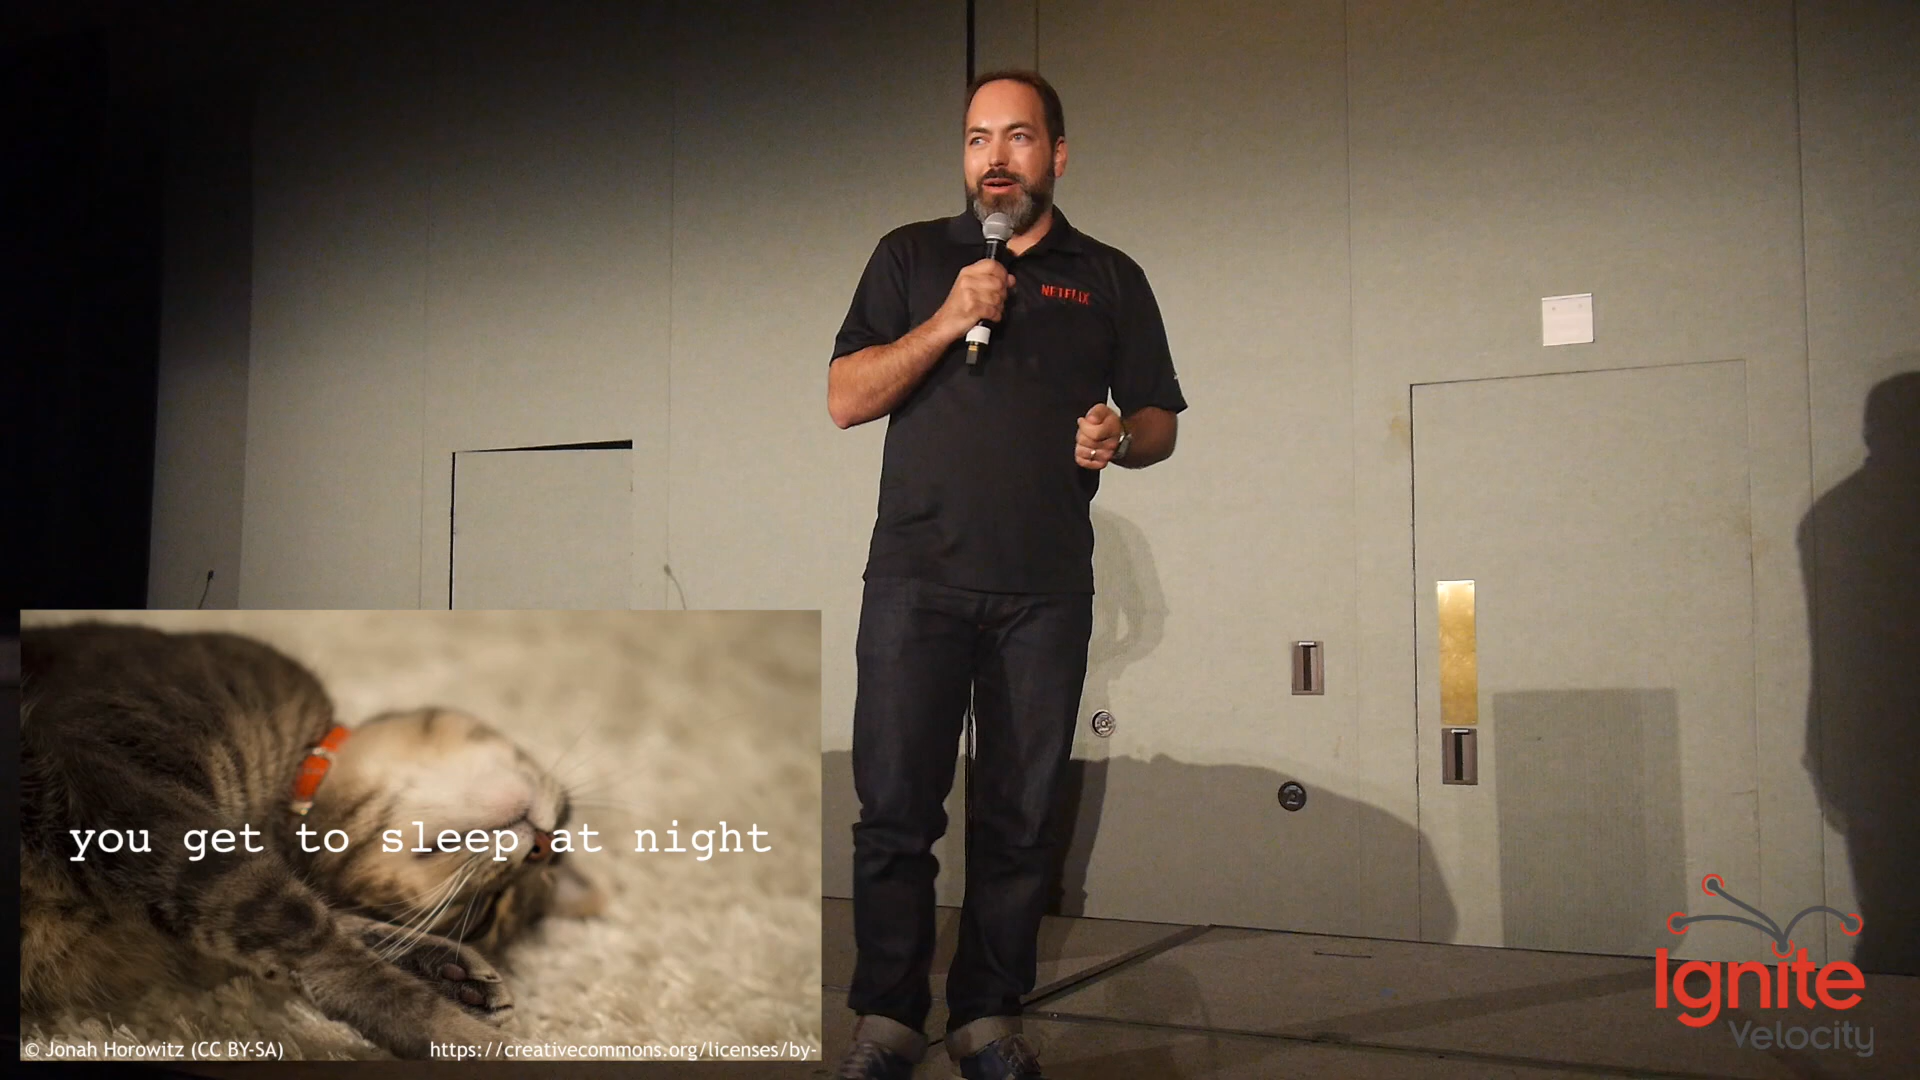 NETFLIX
you get to sleep at night
© Jonah Horowitz (CC BY-SA)
https://creativecommons.org/licenses/by-
Ignite
Velocity